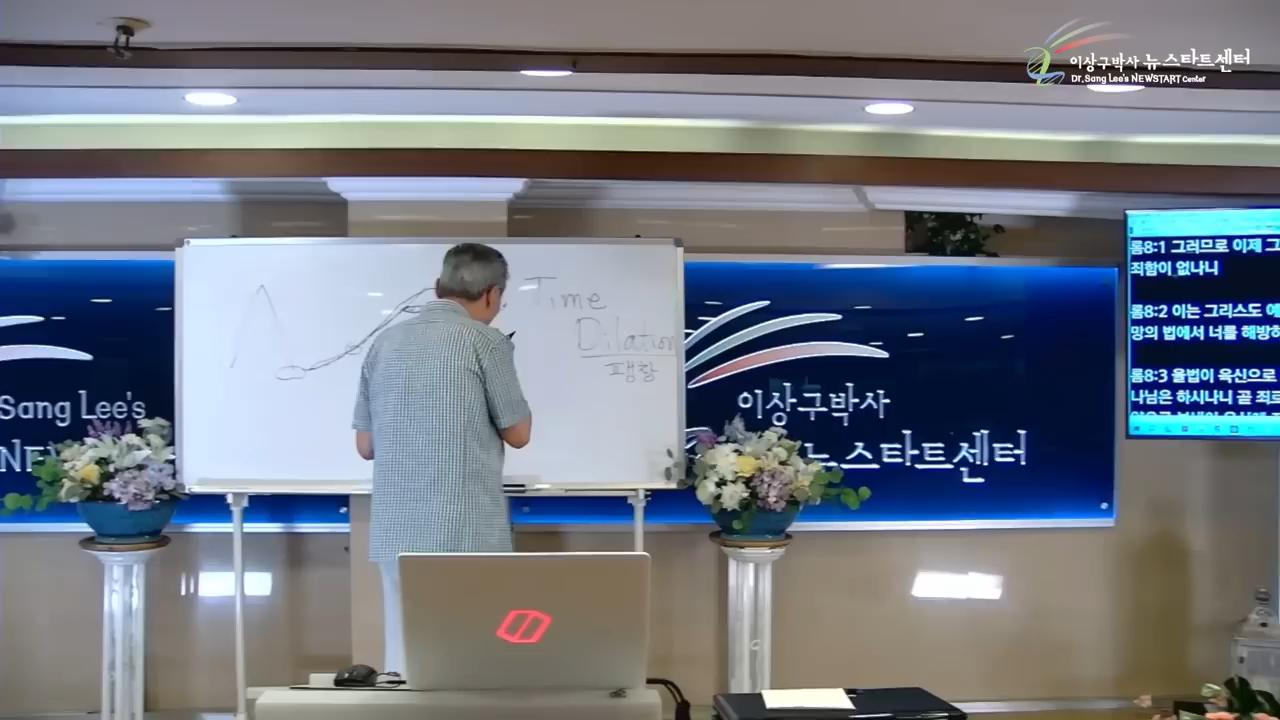 이상구박사 뉴스타트센터
Dr. Sang Lee's NEWSTART Center
Time
Dilation
팽창
Sang Lee's
NEW
이상구박사
뉴스타트센터
롬8:1 그러므로 이제 그
죄함이 없나니
롬8:2 이는 그리스도
망의 법에서 너를 해방하
롬8:3 율법이 육신으로
나님은 하시나니 곧 죄로